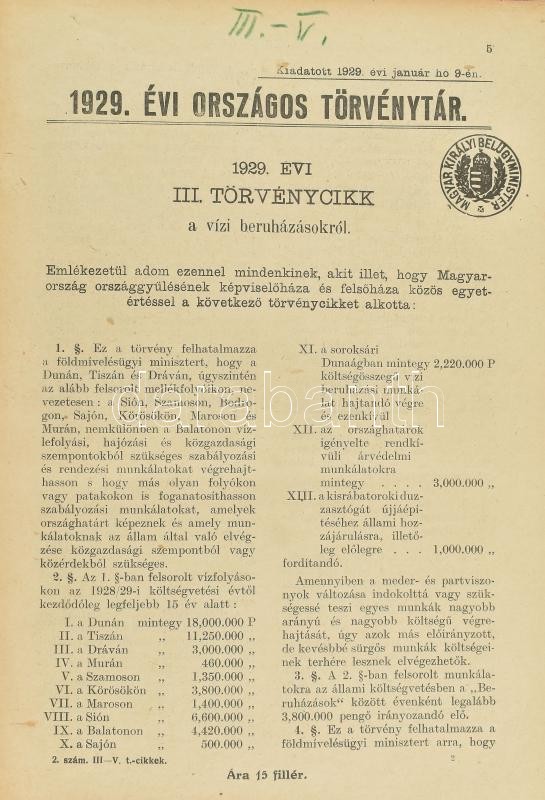 III.–V.
5
Kiadatott 1929. évi január hó 9-én.
1929. ÉVI ORSZÁGOS TÖRVÉNYTÁR.
MAGYAR KIRÁLYI BELÜGYMINISTER
1929. ÉVI
III. TÖRVÉNYCIKK
a vízi beruházásokról.
Emlékezetül adom ezennel mindenkinek, akit illet, hogy Magyar-
ország országgyűlésének képviselőháza és felsőháza közös egyet-
értéssel a következő törvénycikket alkotta:
1. §. Ez a törvény felhatalmazza
a földmívelésügyi minisztert, hogy a
Dunán, Tiszán és Dráván, úgyszintén
az alább felsorolt mellékfolyókon, ne-
vezetesen: a Sión, Szamoson, Bodro-
gon, Sajón, Körösökön, Maroson és
Murán, nemkülönben a Balatonon víz-
lefolyási, hajózási és közgazdasági
szempontokból szükséges szabályozási
és rendezési munkálatokat végrehajt-
hasson s hogy más olyan folyókon
vagy patakokon is foganatosíthasson
szabályozási munkálatokat, amelyek
országhatárt képeznek és amely mun-
kálatoknak az állam által való elvég-
zése közgazdasági szempontból vagy
közérdekből szükséges.
2. §. Az 1. §-ban felsorolt vízfolyáso-
kon az 1928/29-i költségvetési évtől
kezdődőleg legfeljebb 15 év alatt:
I. a Dunán mintegy 18,000.000 P
II. a Tiszán „ 11,250.000 „
III. a Dráván „ 3,000.000 „
IV. a Murán „ 460.000 „
V. a Szamoson „ 1,350.000 „
VI. a Körösökön „ 3,800.000 „
VII. a Maroson „ 1,400.000 „
VIII. a Sión „ 6,600.000 „
IX. a Balatonon „ 4,420.000 „
X. a Sajón „ 500.000 „
XI. a soroksári
Dunaágban mintegy 2,220.000 P
költségösszegű vízi
beruházási munká-
lat hajtandó végre
és ezenkívül
XII. az országhatárok
igényelte rendkí-
vüli árvédelmi
munkálatokra
mintegy . . . . 3,000.000 „
XIII. a kisrábatoroki duz-
zasztógát újjáépí-
téséhez állami hoz-
zájárulásra, illető-
leg előlegre . . . 1,000.000 „
fordítandó.
Amennyiben a meder- és partviszo-
nyok változása indokolttá vagy szük-
ségessé teszi egyes munkák nagyobb
arányú és nagyobb költségű végre-
hajtását, úgy azok más előirányzott,
de kevésbbé sürgős munkák költségei-
nek terhére lesznek elvégezhetők.
3. §. A 2. §-ban felsorolt munkála-
tokra az állami költségvetésben a „Be-
ruházások“ között évenként legalább
3,800.000 pengő irányozandó elő.
4. §. Ez a törvény felhatalmazza a
földmívelésügyi minisztert arra, hogy
2. szám. III—V. t.-cikkek.
2
Ára 15 fillér.
darabanth